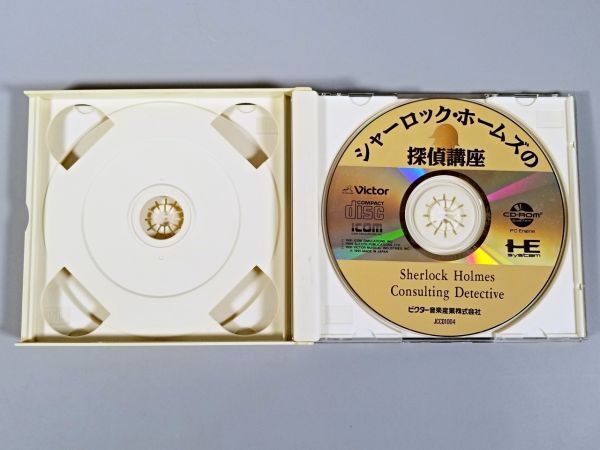 シャーロック・ホームズの
探偵講座
Victor
COMPACT
disc
icom
CD-ROM²
PC Engine
HE
SYSTEM
Sherlock Holmes
Consulting Detective
ビクター音楽産業株式会社
JCCD1004